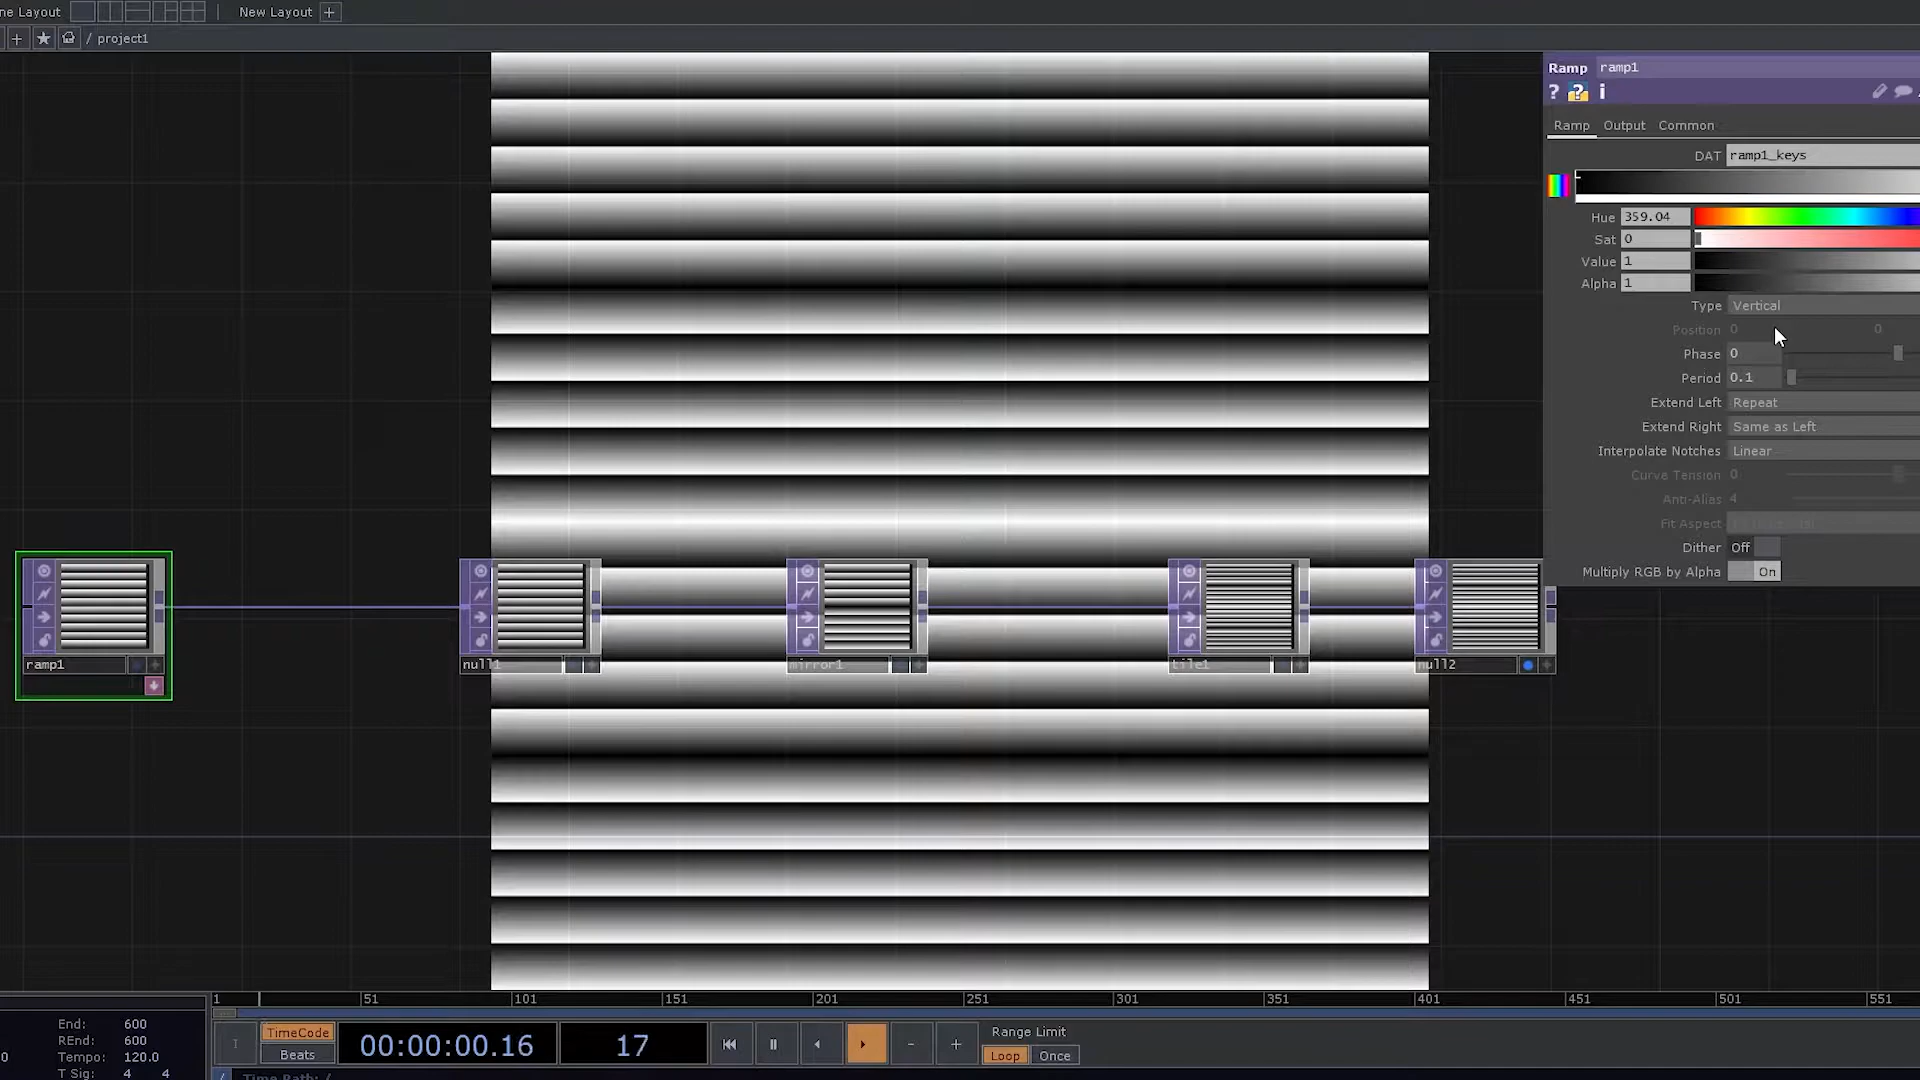 ne Layout New Layout +
+ / project1
Ramp ramp1
? ? i
Ramp Output Common
DAT ramp1_keys
Hue 359.04
Sat 0
Value 1
Alpha 1
Type Vertical
Position 0 0
Phase 0
Period 0.1
Extend Left Repeat
Extend Right Same as Left
Interpolate Notches Linear
Curve Tension 0
Anti-Alias 4
Fit Aspect
Dither Off
Multiply RGB by Alpha On
ramp1 null1 mirror1 tile1 null2
1 51 101 151 201 251 301 351 401 451 501 551
End: 600
REnd: 600
0 Tempo: 120.0
T Sig: 4 4
I TimeCode
Beats
00:00:00.16 17
- +
Range Limit
Loop Once
/ Time Path: /